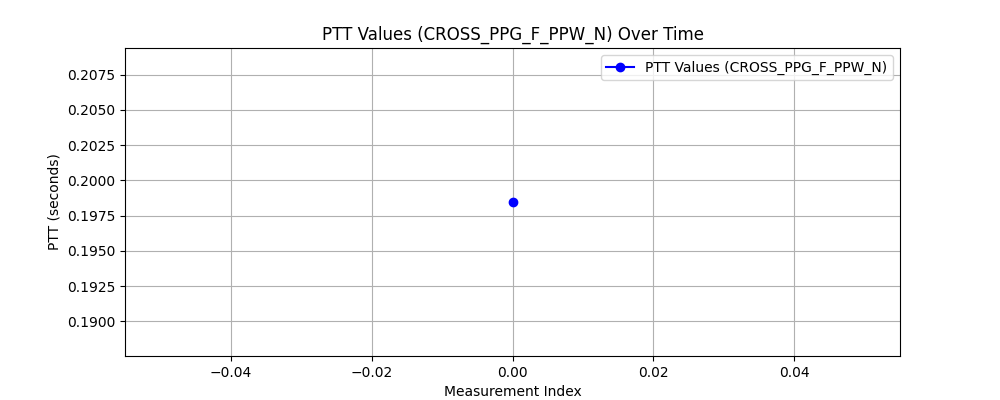 PTT Values (CROSS_PPG_F_PPW_N) Over Time
PTT Values (CROSS_PPG_F_PPW_N)
0.2075
0.2050
0.2025
0.2000
0.1975
0.1950
0.1925
0.1900
PTT (seconds)
−0.04 −0.02 0.00 0.02 0.04
Measurement Index